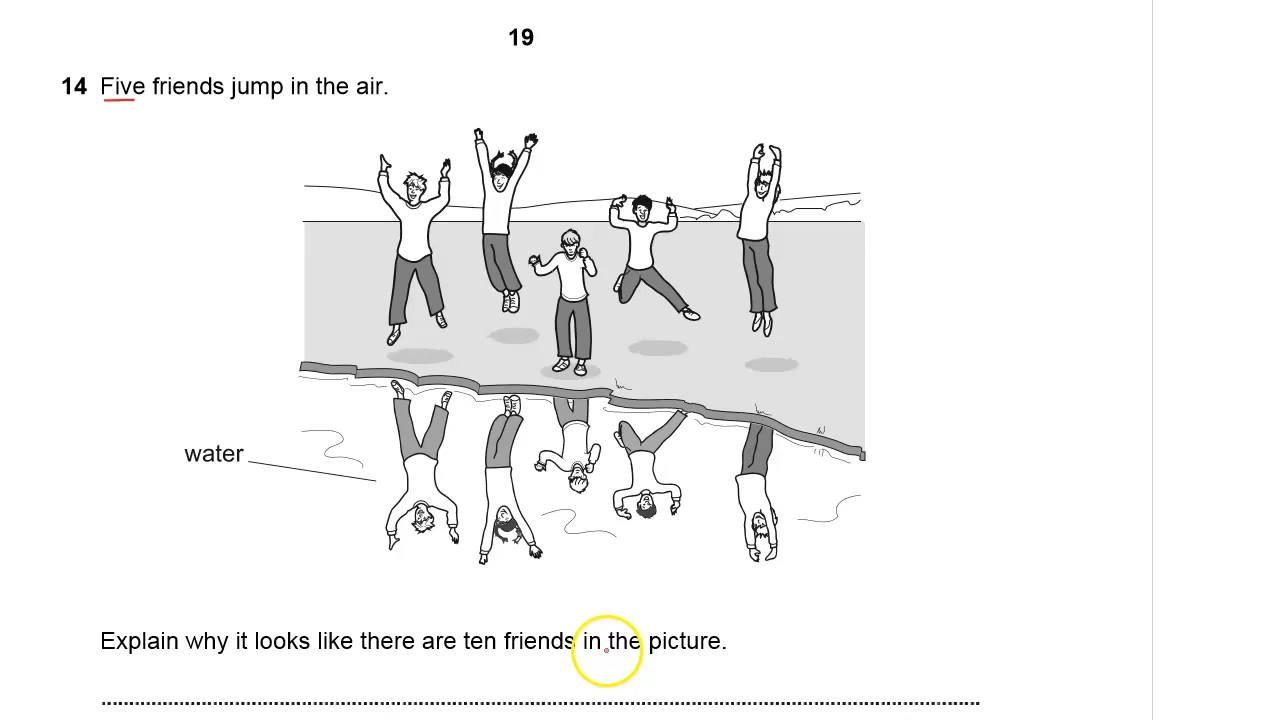 19
14 Five friends jump in the air.
water
Explain why it looks like there are ten friends in the picture.